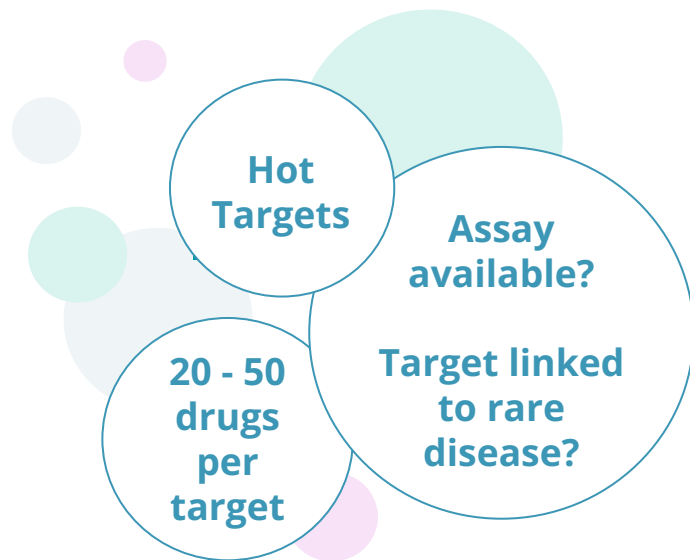 Hot
Targets
Assay
available?
Target linked
to rare
disease?
20 - 50
drugs
per
target